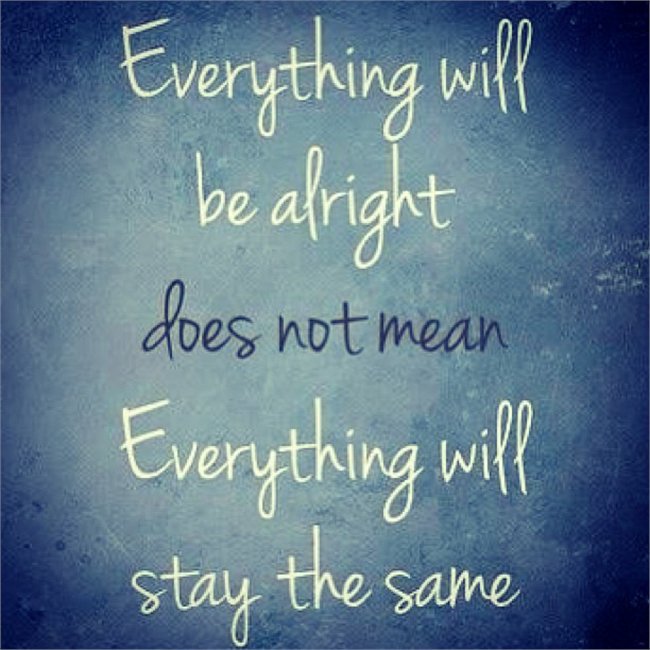 Everything will
be alright
does not mean
Everything will
stay the same